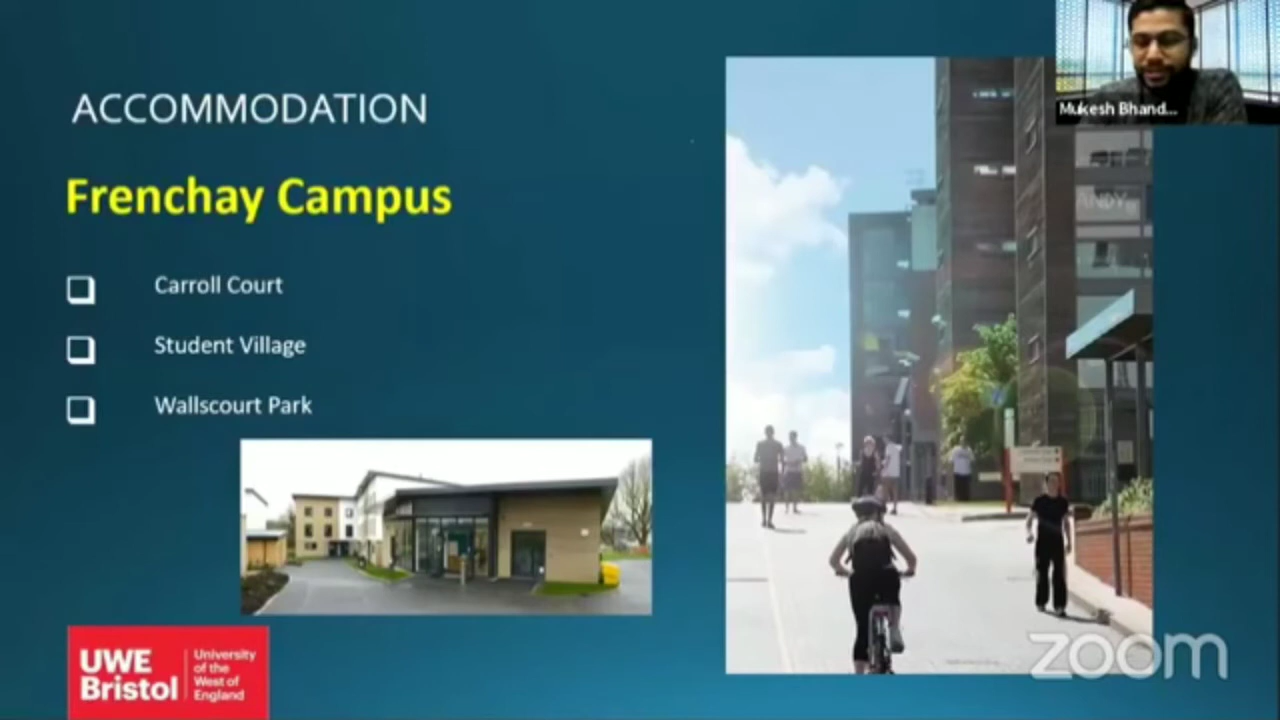 ACCOMMODATION
Frenchay Campus
Carroll Court
Student Village
Wallscourt Park
UWE
Bristol
University
of the
West of
England
Mukesh Bhand...
ANDY
zoom